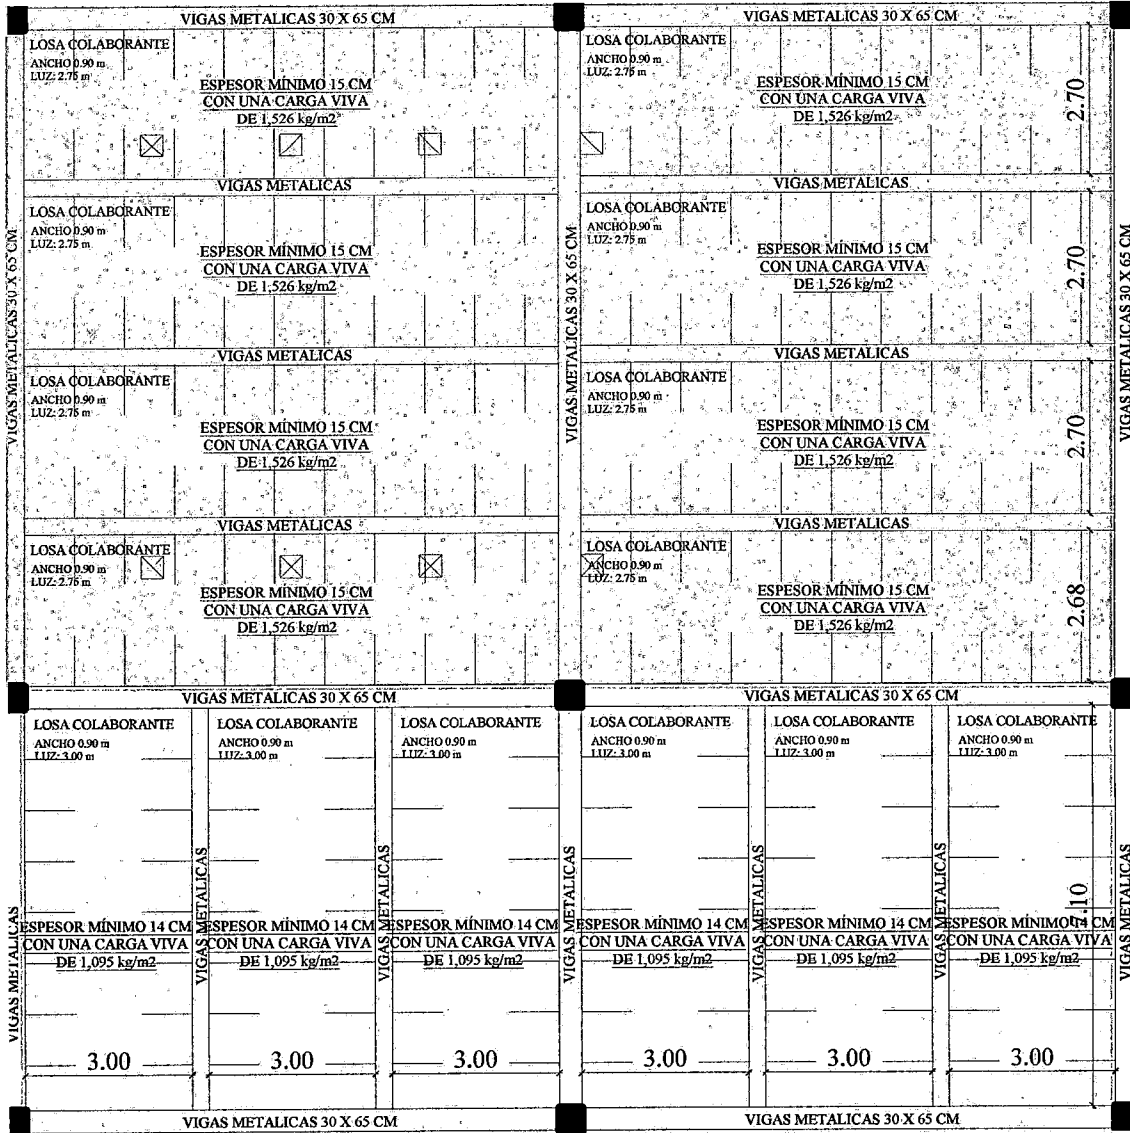 VIGAS METALICAS 30 X 65 CM
VIGAS METALICAS 30 X 65 CM
LOSA COLABORANTE
ANCHO 0.90 m
LUZ: 2.75 m
ESPESOR MÍNIMO 15 CM
CON UNA CARGA VIVA
DE 1,526 kg/m2
LOSA COLABORANTE
ANCHO 0.90 m
LUZ: 2.75 m
ESPESOR MÍNIMO 15 CM
CON UNA CARGA VIVA
DE 1,526 kg/m2
2.70
VIGAS METALICAS
VIGAS METALICAS
LOSA COLABORANTE
ANCHO 0.90 m
LUZ: 2.75 m
ESPESOR MÍNIMO 15 CM
CON UNA CARGA VIVA
DE 1,526 kg/m2
LOSA COLABORANTE
ANCHO 0.90 m
LUZ: 2.75 m
ESPESOR MÍNIMO 15 CM
CON UNA CARGA VIVA
DE 1,526 kg/m2
2.70
VIGAS METALICAS 30 X 65 CM
VIGAS METALICAS 30 X 65 CM
VIGAS METALICAS 30 X 65 CM
VIGAS METALICAS
VIGAS METALICAS
LOSA COLABORANTE
ANCHO 0.90 m
LUZ: 2.75 m
ESPESOR MÍNIMO 15 CM
CON UNA CARGA VIVA
DE 1,526 kg/m2
LOSA COLABORANTE
ANCHO 0.90 m
LUZ: 2.75 m
ESPESOR MÍNIMO 15 CM
CON UNA CARGA VIVA
DE 1,526 kg/m2
2.70
VIGAS METALICAS
VIGAS METALICAS
LOSA COLABORANTE
ANCHO 0.90 m
LUZ: 2.75 m
ESPESOR MÍNIMO 15 CM
CON UNA CARGA VIVA
DE 1,526 kg/m2
LOSA COLABORANTE
ANCHO 0.90 m
LUZ: 2.75 m
ESPESOR MÍNIMO 15 CM
CON UNA CARGA VIVA
DE 1,526 kg/m2
2.68
VIGAS METALICAS 30 X 65 CM
VIGAS METALICAS 30 X 65 CM
LOSA COLABORANTE
ANCHO 0.90 m
LUZ: 3.00 m
LOSA COLABORANTE
ANCHO 0.90 m
LUZ: 3.00 m
LOSA COLABORANTE
ANCHO 0.90 m
LUZ: 3.00 m
LOSA COLABORANTE
ANCHO 0.90 m
LUZ: 3.00 m
LOSA COLABORANTE
ANCHO 0.90 m
LUZ: 3.00 m
LOSA COLABORANTE
ANCHO 0.90 m
LUZ: 3.00 m
VIGAS METALICAS
VIGAS METALICAS
VIGAS METALICAS
VIGAS METALICAS
VIGAS METALICAS
VIGAS METALICAS
VIGAS METALICAS
ESPESOR MÍNIMO 14 CM
CON UNA CARGA VIVA
DE 1,095 kg/m2
ESPESOR MÍNIMO 14 CM
CON UNA CARGA VIVA
DE 1,095 kg/m2
ESPESOR MÍNIMO 14 CM
CON UNA CARGA VIVA
DE 1,095 kg/m2
ESPESOR MÍNIMO 14 CM
CON UNA CARGA VIVA
DE 1,095 kg/m2
ESPESOR MÍNIMO 14 CM
CON UNA CARGA VIVA
DE 1,095 kg/m2
ESPESOR MÍNIMO 14 CM
CON UNA CARGA VIVA
DE 1,095 kg/m2
7.10
3.00
3.00
3.00
3.00
3.00
3.00
VIGAS METALICAS 30 X 65 CM
VIGAS METALICAS 30 X 65 CM